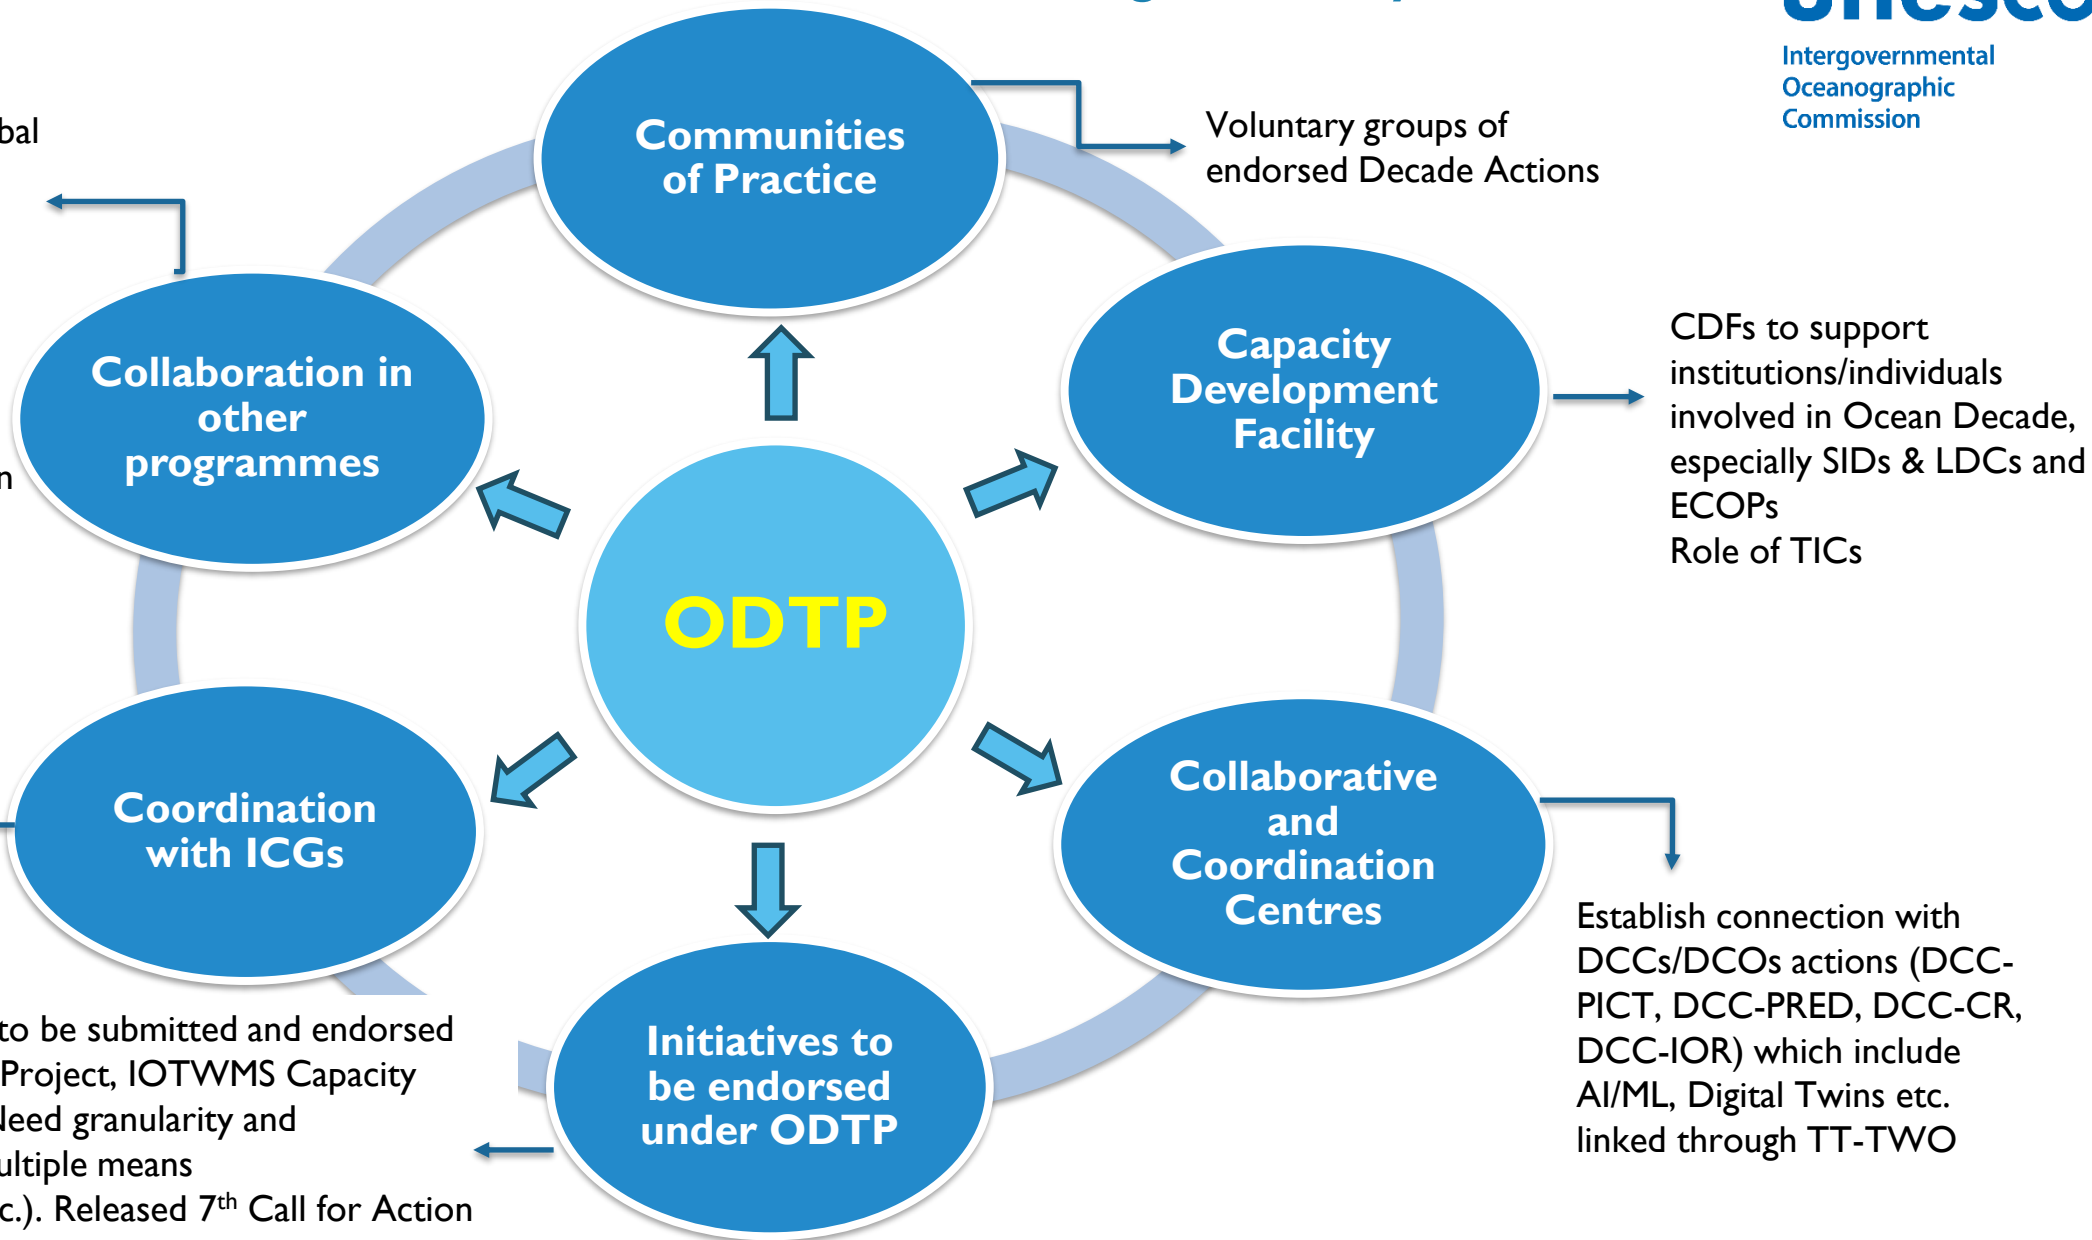 unesco
Intergovernmental
Oceanographic
Commission
Communities
of Practice
Voluntary groups of
endorsed Decade Actions
Capacity
Development
Facility
CDFs to support
institutions/individuals
involved in Ocean Decade,
especially SIDs & LDCs and
ECOPs
Role of TICs
Collaboration in
other
programmes
ODTP
Coordination
with ICGs
Collaborative
and
Coordination
Centres
Establish connection with
DCCs/DCOs actions (DCC-
PICT, DCC-PRED, DCC-CR,
DCC-IOR) which include
AI/ML, Digital Twins etc.
linked through TT-TWO
Initiatives to
be endorsed
under ODTP
to be submitted and endorsed
Project, IOTWMS Capacity
Need granularity and
multiple means
c.). Released 7th Call for Action